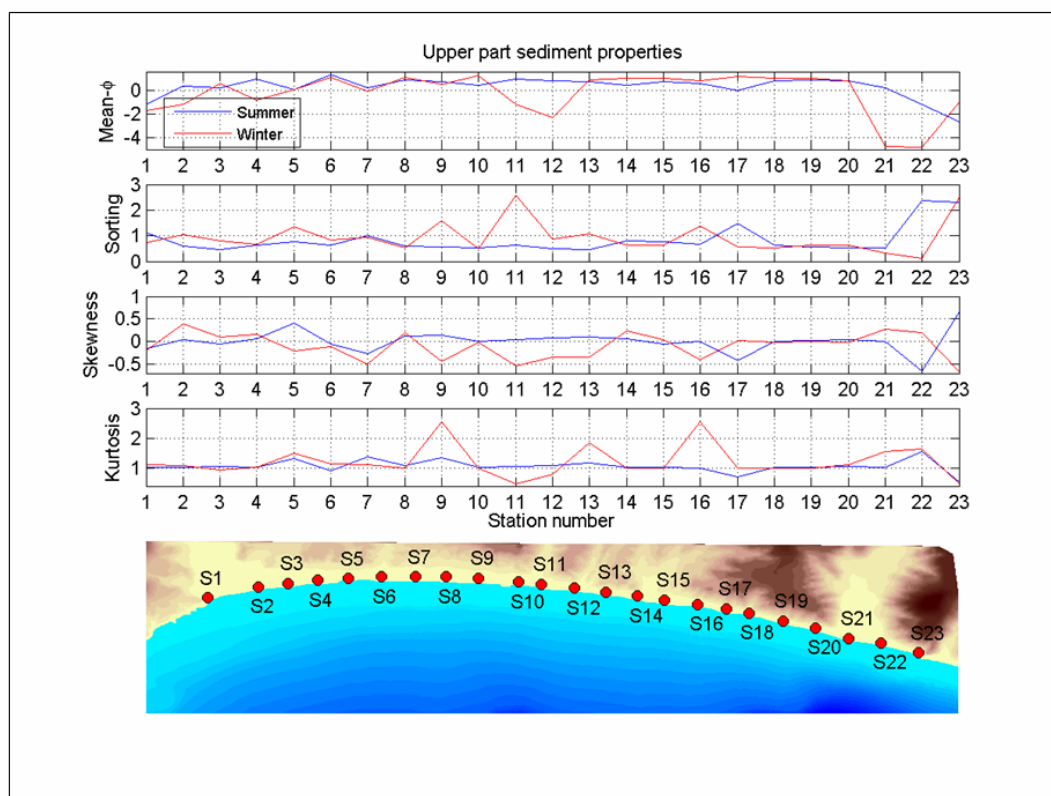 Upper part sediment properties
Mean-ϕ
0
-2
-4
Summer
Winter
1 2 3 4 5 6 7 8 9 10 11 12 13 14 15 16 17 18 19 20 21 22 23
Sorting
3
2
1
0
1 2 3 4 5 6 7 8 9 10 11 12 13 14 15 16 17 18 19 20 21 22 23
Skewness
1
0.5
0
-0.5
1 2 3 4 5 6 7 8 9 10 11 12 13 14 15 16 17 18 19 20 21 22 23
Kurtosis
3
2
1
1 2 3 4 5 6 7 8 9 10 11 12 13 14 15 16 17 18 19 20 21 22 23
Station number
S1 S3 S5 S7 S9 S11 S13 S15 S17 S19 S21 S23
S2 S4 S6 S8 S10 S12 S14 S16 S18 S20 S22